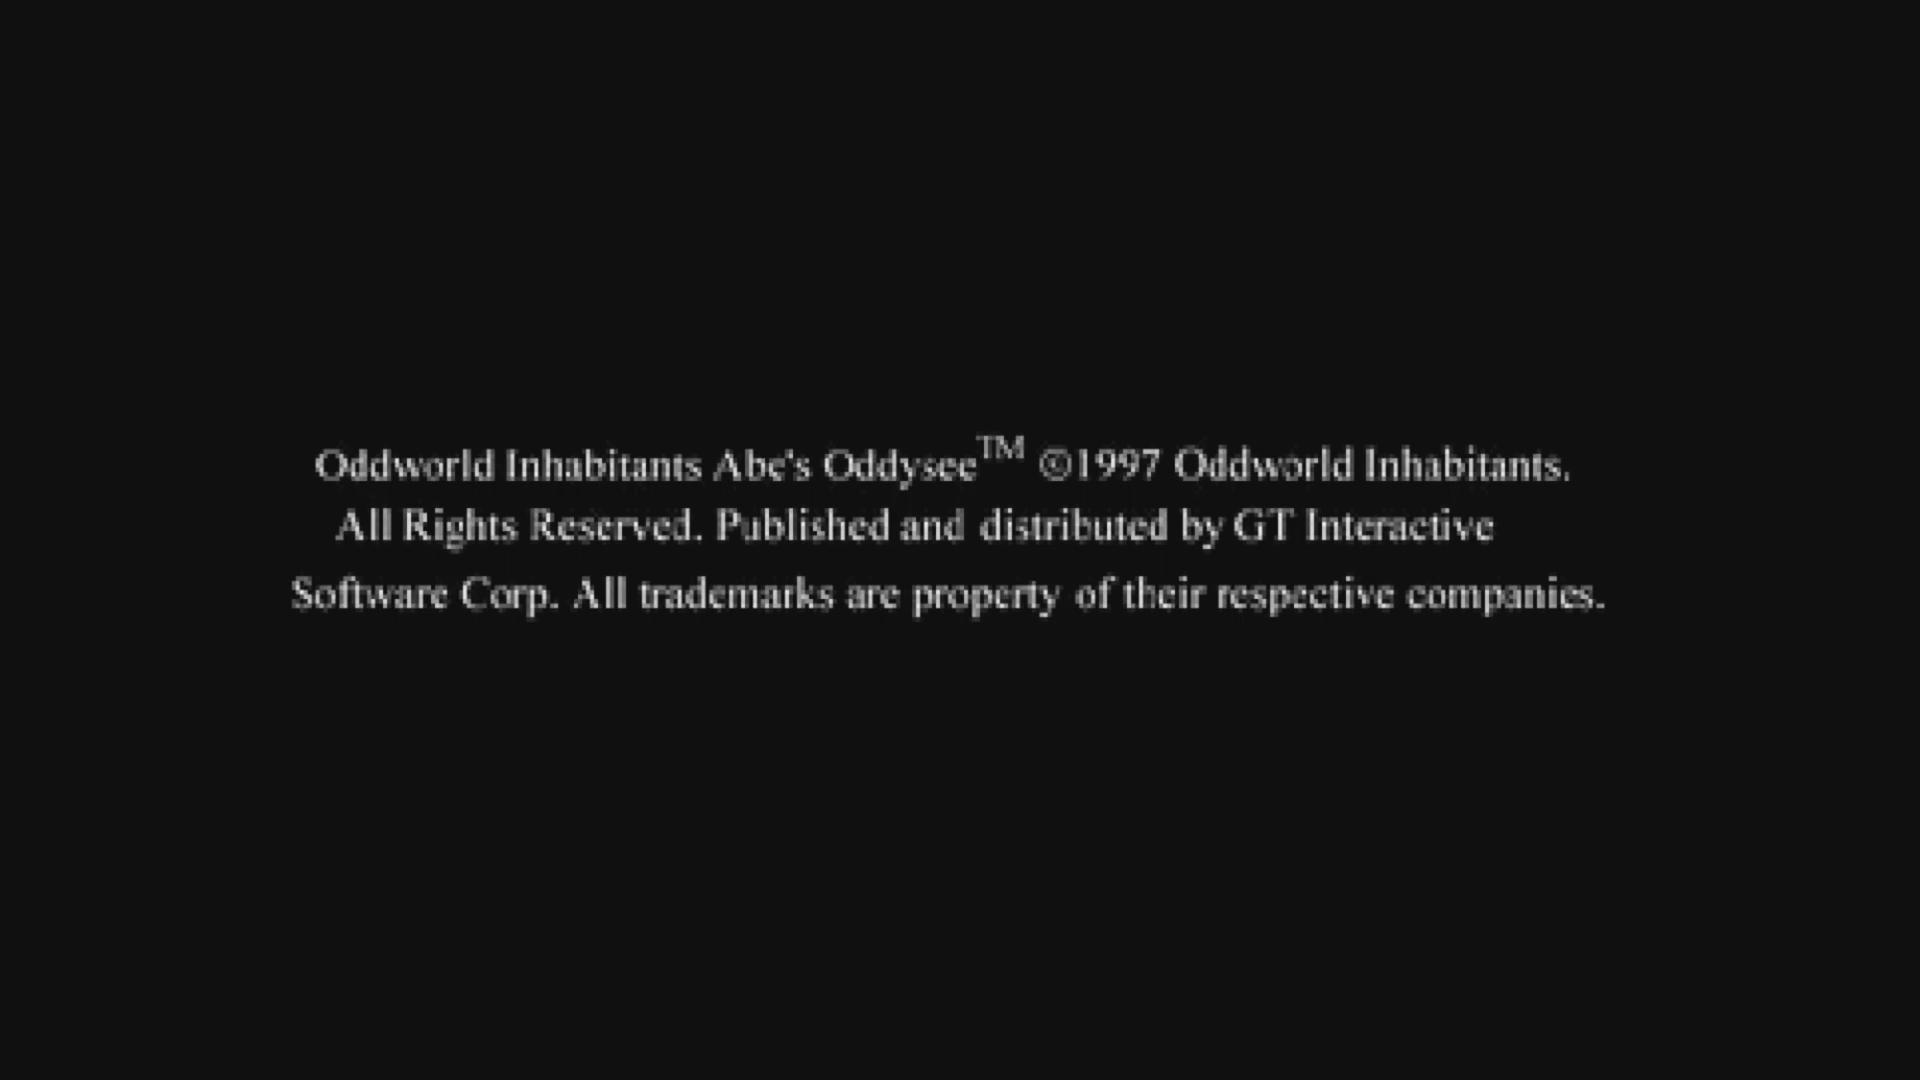 Oddworld Inhabitants Abe's Oddysee™ ©1997 Oddworld Inhabitants.
All Rights Reserved. Published and distributed by GT Interactive
Software Corp. All trademarks are property of their respective companies.